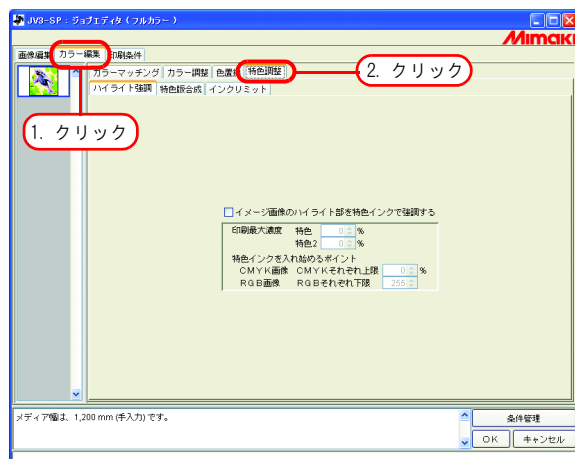 JV3-SP : ジョブエディタ ( フルカラー )
Mimaki
画像編集 カラー編集 印刷条件
カラーマッチング カラー調整 色置換 特色調整
2. クリック
ハイライト強調 特色版合成 インクリミット
1. クリック
イメージ画像のハイライト部を特色インクで強調する
印刷最大濃度 特色 0 %
特色2 0 %
特色インクを入れ始めるポイント
CMYK画像 CMYKそれぞれ上限 0 %
RGB画像 RGBそれぞれ下限 255
メディア幅は、1,200 mm (手入力) です。
条件管理
OK キャンセル